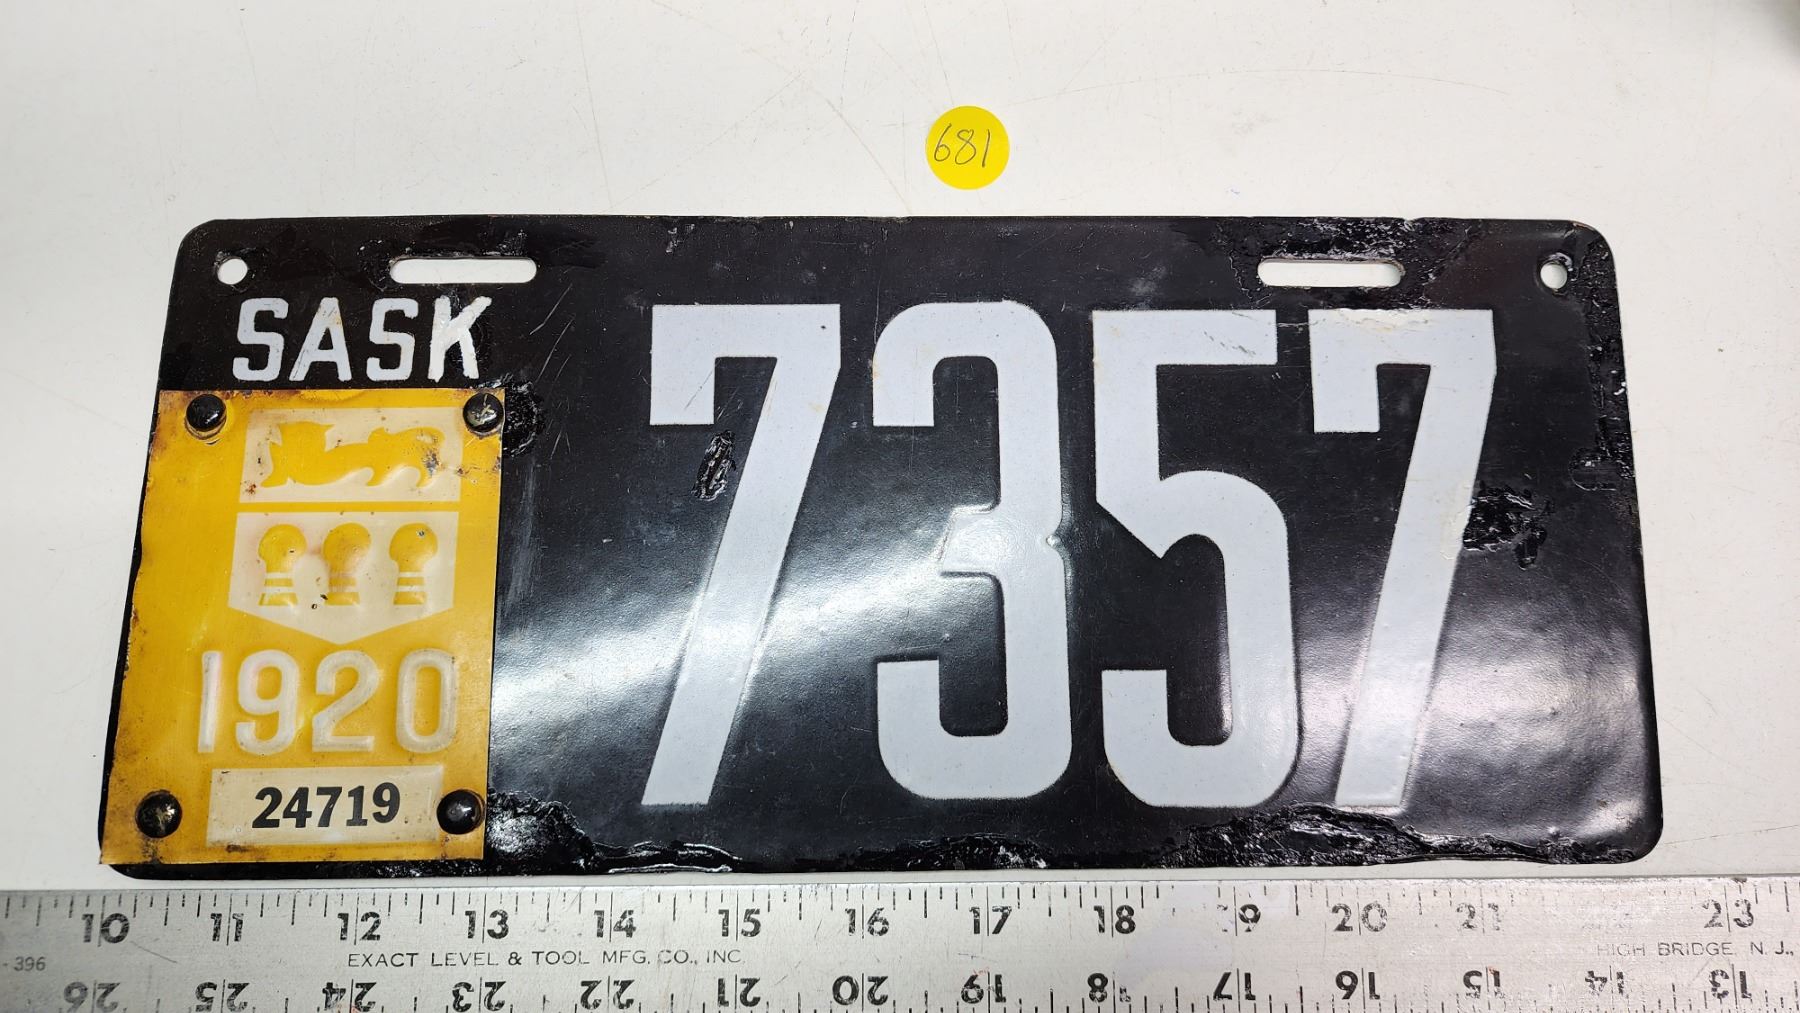 681
SASK
7357
1920
24719
10 11 12 13 14 15 16 17 18 19 20 21 23
EXACT LEVEL & TOOL MFG. CO., INC.
HIGH BRIDGE, N. J.,
- 396
26 25 24 23 22 21 20 19 18 17 16 15 14 13